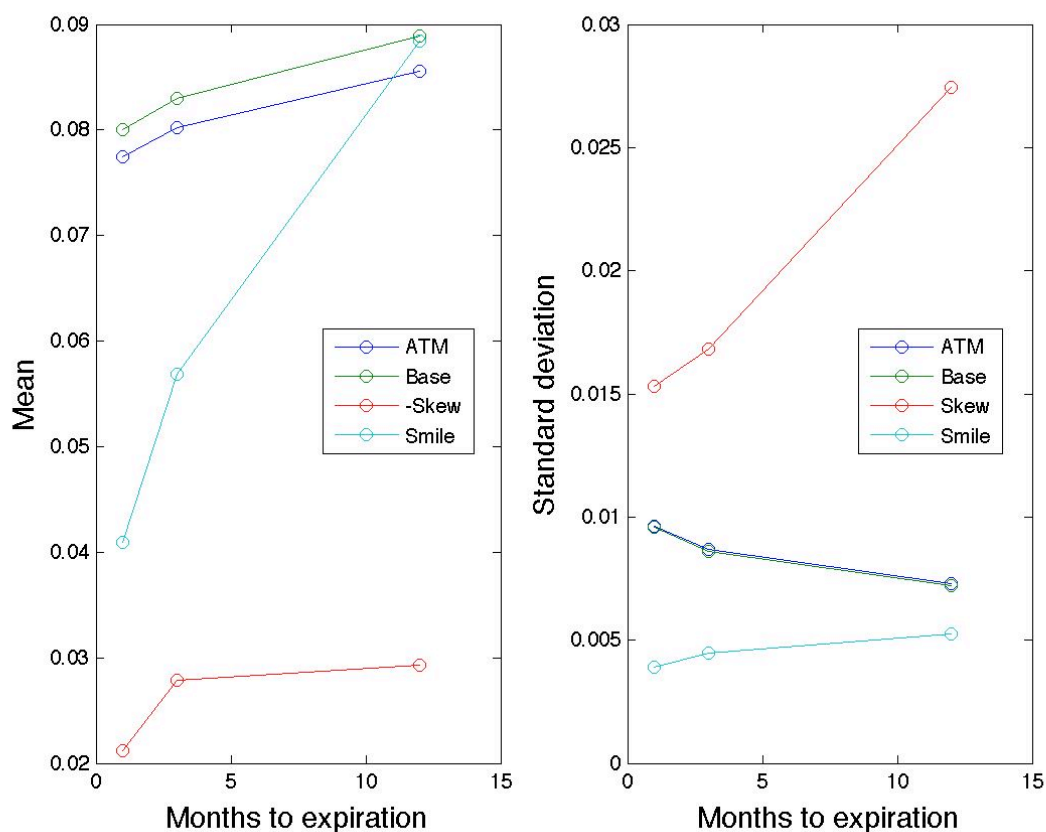 0.09
0.08
0.07
0.06
0.05
0.04
0.03
0.02
Mean
0
5
10
15
Months to expiration
ATM
Base
-Skew
Smile
0.03
0.025
0.02
0.015
0.01
0.005
0
Standard deviation
0
5
10
15
Months to expiration
ATM
Base
Skew
Smile